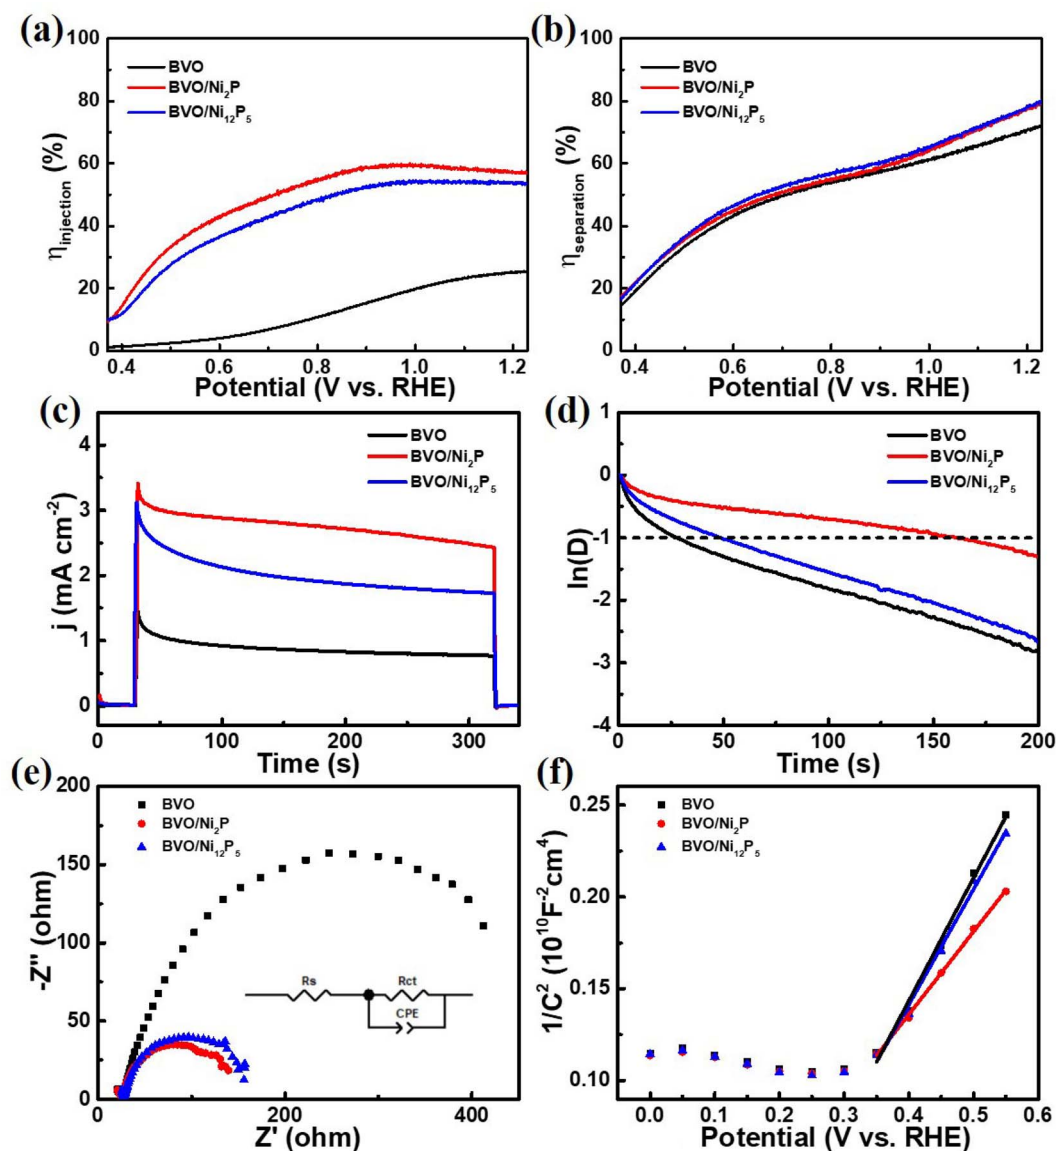 (a)
100
80
60
40
20
0
η_injection (%)
BVO
BVO/Ni₂P
BVO/Ni₁₂P₅
0.4 0.6 0.8 1.0 1.2
Potential (V vs. RHE)
(b)
100
80
60
40
20
0
η_separation (%)
BVO
BVO/Ni₂P
BVO/Ni₁₂P₅
0.4 0.6 0.8 1.0 1.2
Potential (V vs. RHE)
(c)
4
3
2
1
0
j (mA cm⁻²)
BVO
BVO/Ni₂P
BVO/Ni₁₂P₅
0 100 200 300
Time (s)
(d)
1
0
-1
-2
-3
-4
ln(D)
BVO
BVO/Ni₂P
BVO/Ni₁₂P₅
0 50 100 150 200
Time (s)
(e)
200
150
100
50
0
-Z'' (ohm)
BVO
BVO/Ni₂P
BVO/Ni₁₂P₅
Rs Rct
CPE
0 200 400
Z' (ohm)
(f)
0.25
0.20
0.15
0.10
1/C² (10¹⁰F⁻²cm⁴)
BVO
BVO/Ni₂P
BVO/Ni₁₂P₅
0.0 0.1 0.2 0.3 0.4 0.5 0.6
Potential (V vs. RHE)